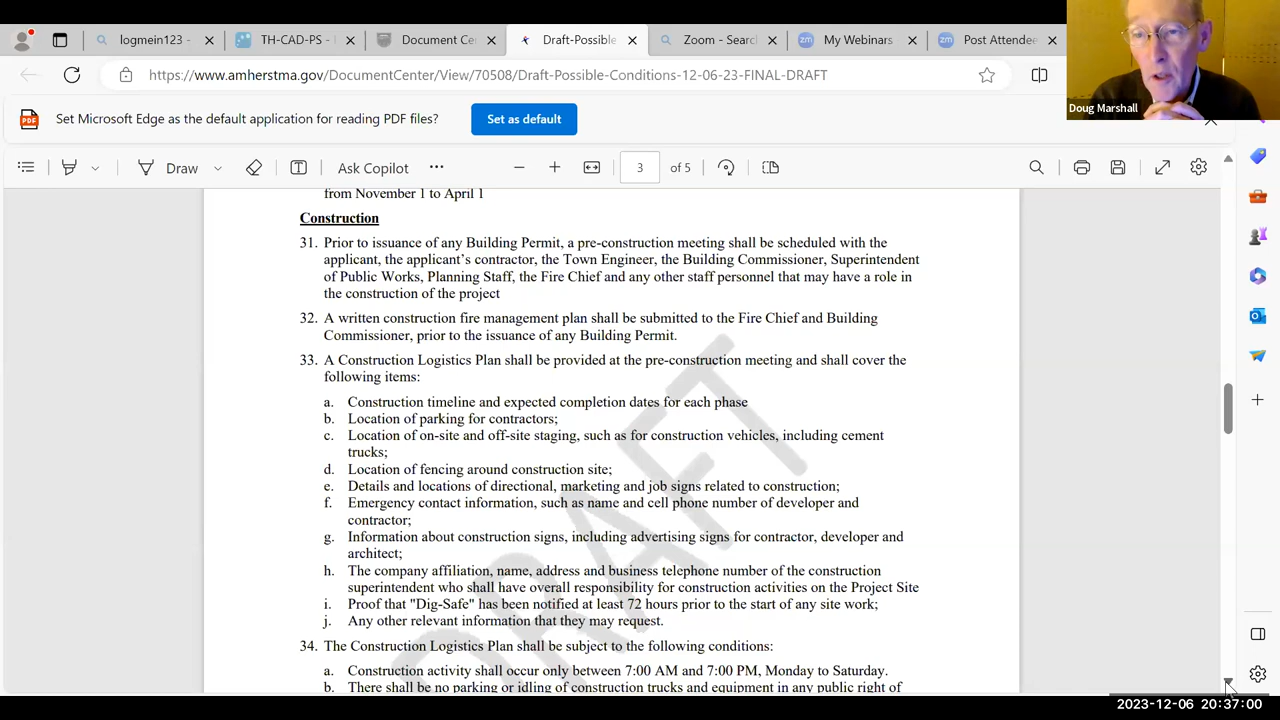 logmein123 -
TH-CAD-PS -
Document Ce
Draft-Possible
Zoom - Searc
My Webinars
Post Attende
https://www.amherstma.gov/DocumentCenter/View/70508/Draft-Possible-Conditions-12-06-23-FINAL-DRAFT
Doug Marshall
PDF
Set Microsoft Edge as the default application for reading PDF files?
Set as default
Draw
Ask Copilot
3
of 5
from November 1 to April 1
Construction
31. Prior to issuance of any Building Permit, a pre-construction meeting shall be scheduled with the
applicant, the applicant's contractor, the Town Engineer, the Building Commissioner, Superintendent
of Public Works, Planning Staff, the Fire Chief and any other staff personnel that may have a role in
the construction of the project
32. A written construction fire management plan shall be submitted to the Fire Chief and Building
Commissioner, prior to the issuance of any Building Permit.
33. A Construction Logistics Plan shall be provided at the pre-construction meeting and shall cover the
following items:
a. Construction timeline and expected completion dates for each phase
b. Location of parking for contractors;
c. Location of on-site and off-site staging, such as for construction vehicles, including cement
trucks;
d. Location of fencing around construction site;
e. Details and locations of directional, marketing and job signs related to construction;
f. Emergency contact information, such as name and cell phone number of developer and
contractor;
g. Information about construction signs, including advertising signs for contractor, developer and
architect;
h. The company affiliation, name, address and business telephone number of the construction
superintendent who shall have overall responsibility for construction activities on the Project Site
i. Proof that "Dig-Safe" has been notified at least 72 hours prior to the start of any site work;
j. Any other relevant information that they may request.
34. The Construction Logistics Plan shall be subject to the following conditions:
a. Construction activity shall occur only between 7:00 AM and 7:00 PM, Monday to Saturday.
b. There shall be no parking or idling of construction trucks and equipment in any public right of
DRAFT
2023-12-06 20:37:00